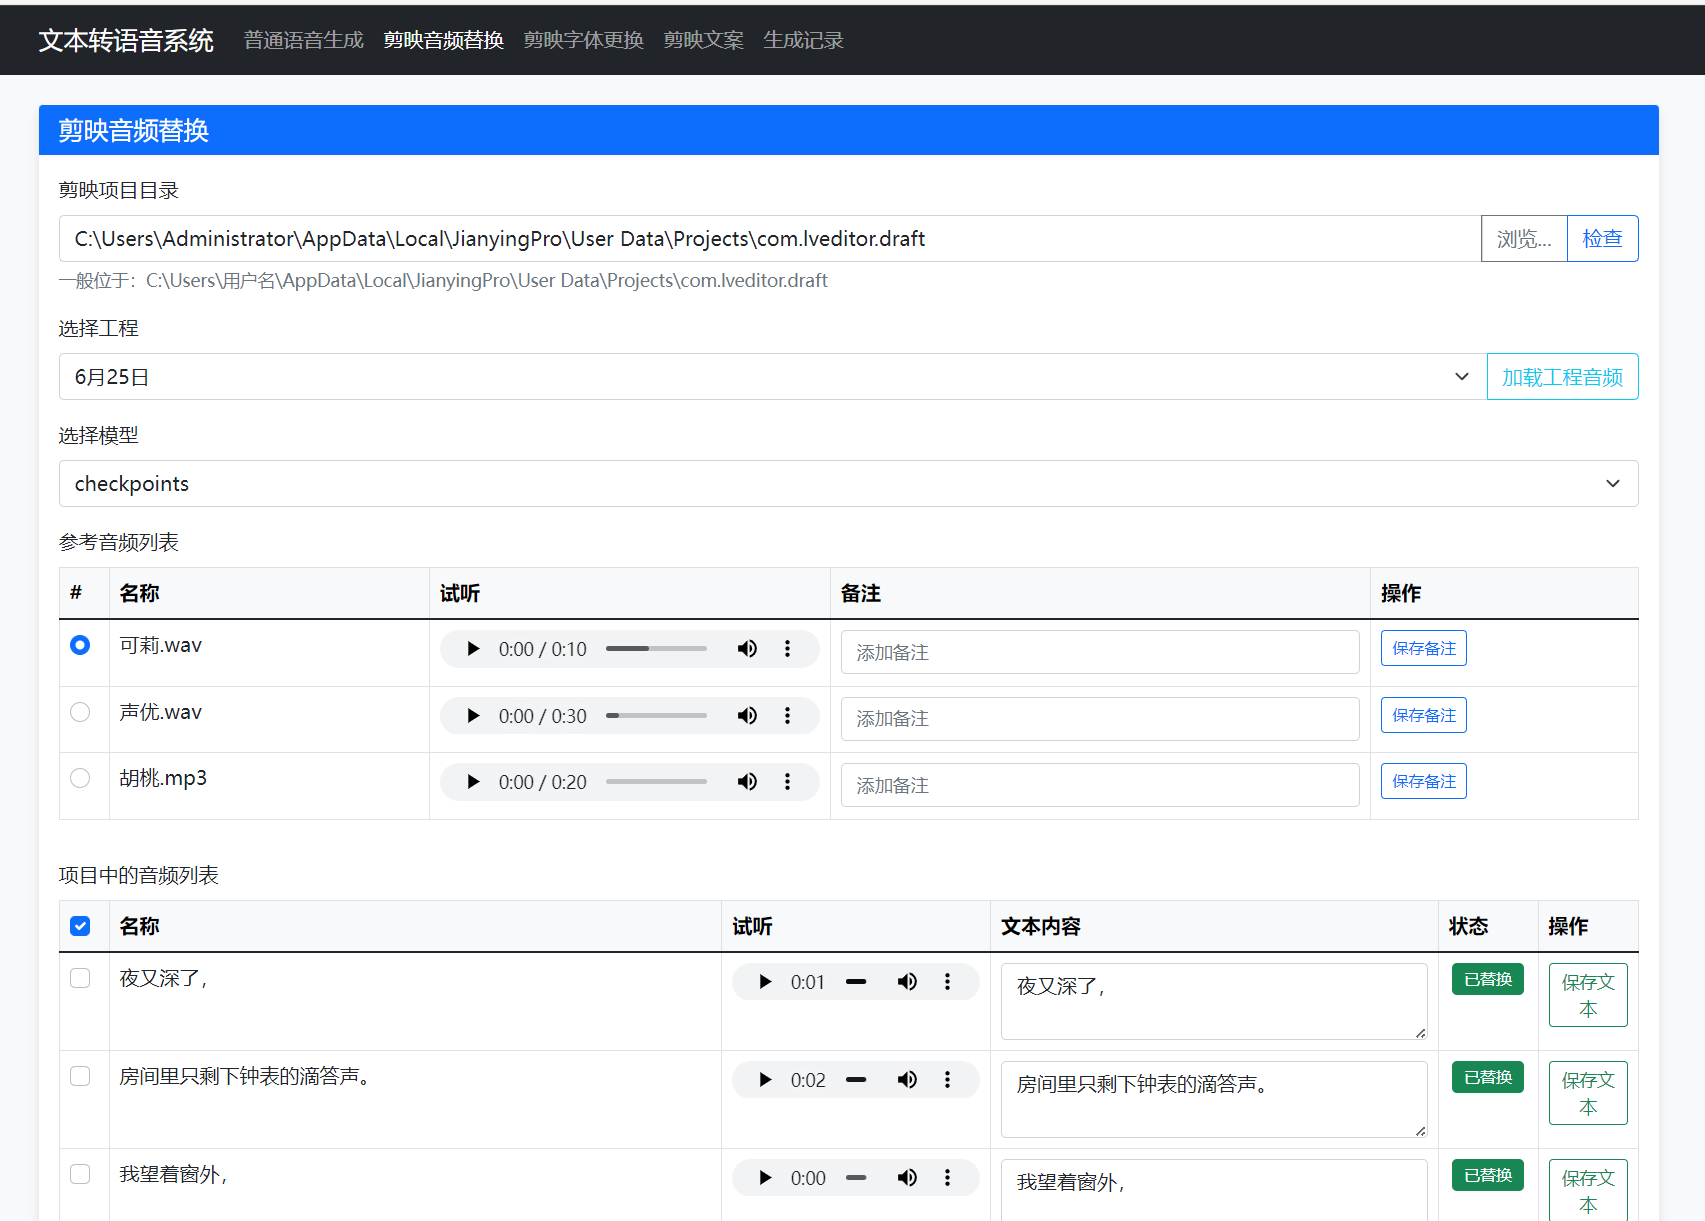 文本转语音系统 普通语音生成 剪映音频替换 剪映字体更换 剪映文案 生成记录
剪映音频替换
剪映项目目录
C:\Users\Administrator\AppData\Local\JianyingPro\User Data\Projects\com.lveditor.draft 浏览... 检查
一般位于：C:\Users\用户名\AppData\Local\JianyingPro\User Data\Projects\com.lveditor.draft
选择工程
6月25日 加载工程音频
选择模型
checkpoints
参考音频列表
# 名称 试听 备注 操作
可莉.wav 0:00 / 0:10 添加备注 保存备注
声优.wav 0:00 / 0:30 添加备注 保存备注
胡桃.mp3 0:00 / 0:20 添加备注 保存备注
项目中的音频列表
名称 试听 文本内容 状态 操作
夜又深了， 0:01 夜又深了， 已替换 保存文
本
房间里只剩下钟表的滴答声。 0:02 房间里只剩下钟表的滴答声。 已替换 保存文
本
我望着窗外， 0:00 我望着窗外， 已替换 保存文
本